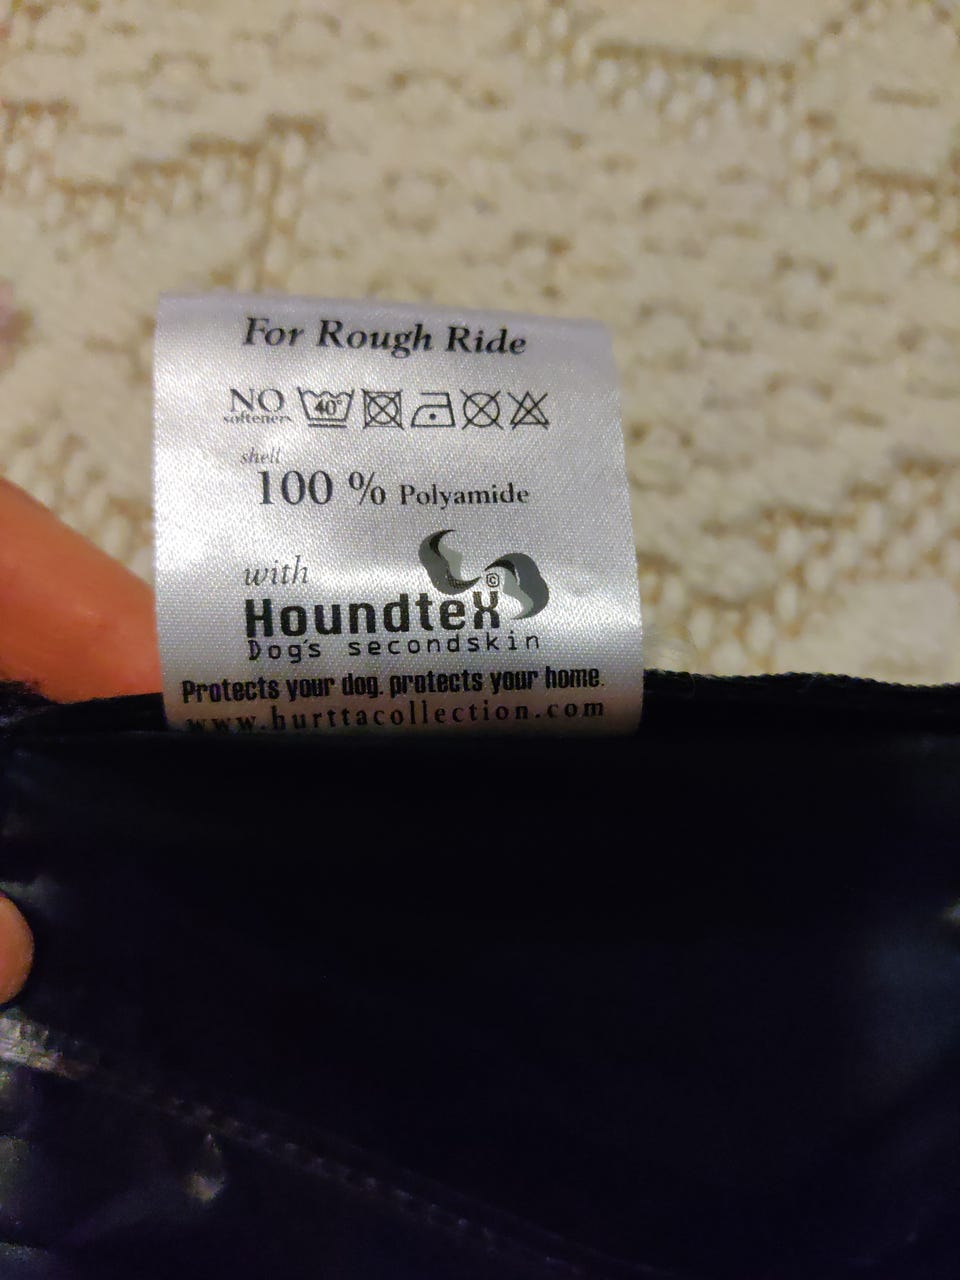 For Rough Ride
NO 40°
softener
shell
100 % Polyamide
with
©
Houndtex
Dog's secondskin
Protects your dog. protects your home.
www.hurttacollection.com